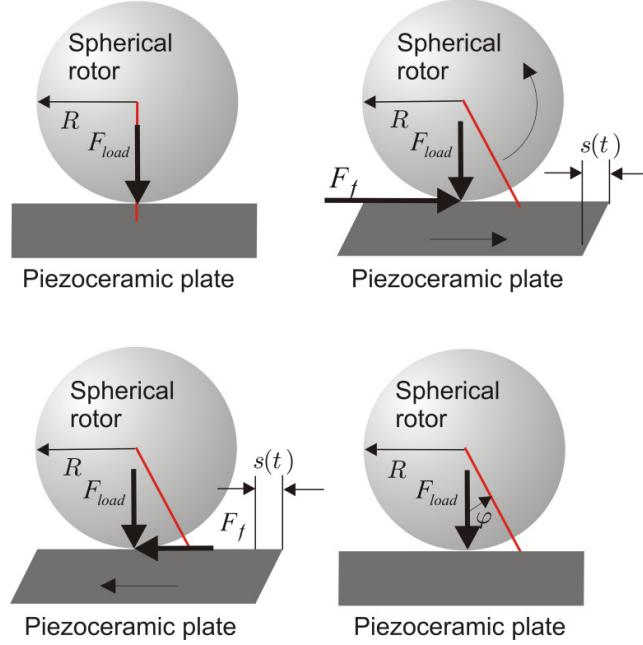 Spherical
rotor
R
F_load
Piezoceramic plate
Spherical
rotor
R
F_load
s(t)
F_f
Piezoceramic plate
Spherical
rotor
R
F_load
s(t)
F_f
Piezoceramic plate
Spherical
rotor
R
F_load
φ
Piezoceramic plate